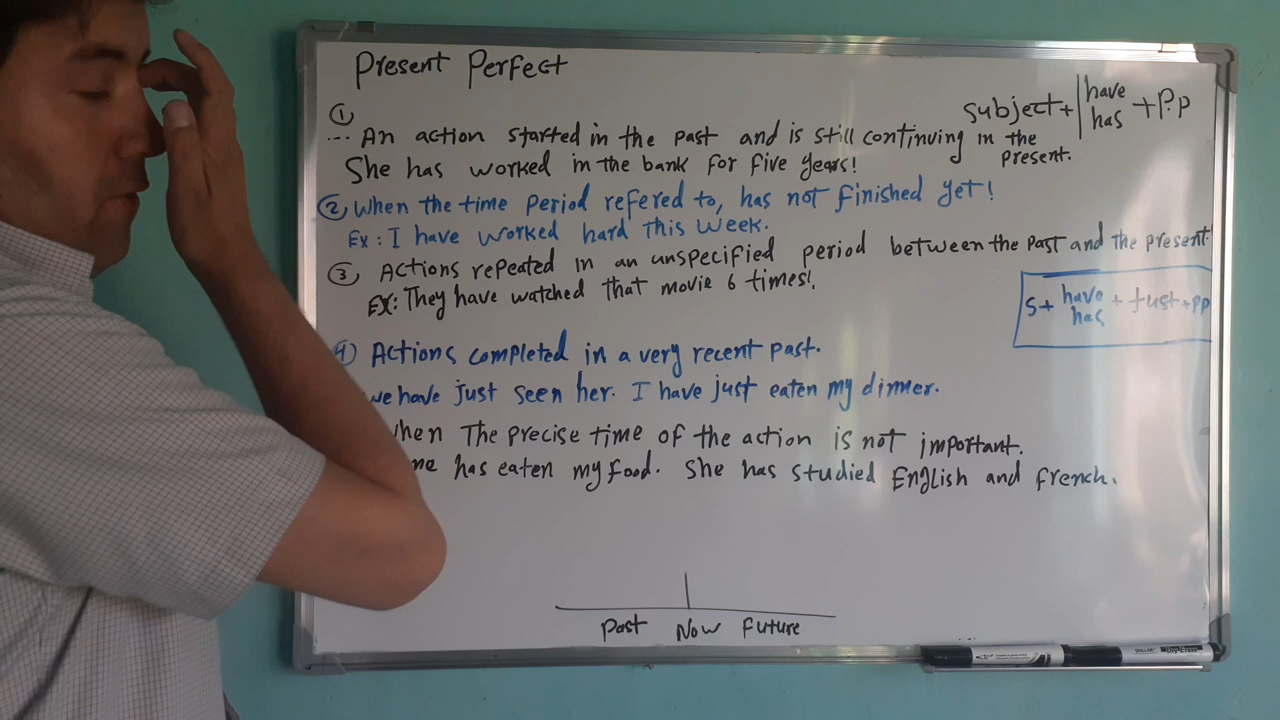 Present Perfect
subject + have has + P.p
①
... An action started in the past and is still continuing in the present.
She has worked in the bank for five years!
② When the time period refered to, has not finished yet!
Ex: I have worked hard this week.
③ Actions repeated in an unspecified period between the past and the present.
Ex: They have watched that movie 6 times!
S + have has + just + pp
4) Actions completed in a very recent past.
we have just seen her. I have just eaten my dinner.
The precise time of the action is not important.
has eaten my food. She has studied English and French.
Past Now Future
DOLLAR